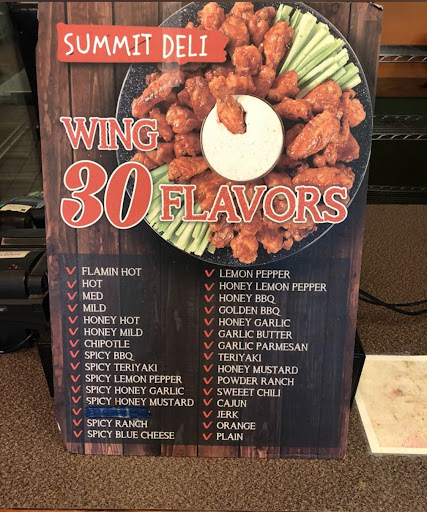 SUMMIT DELI
WING
30 FLAVORS
FLAMIN HOT
HOT
MED
MILD
HONEY HOT
HONEY MILD
CHIPOTLE
SPICY BBQ
SPICY TERIYAKI
SPICY LEMON PEPPER
SPICY HONEY GARLIC
SPICY HONEY MUSTARD
SPICY RANCH
SPICY BLUE CHEESE
LEMON PEPPER
HONEY LEMON PEPPER
HONEY BBQ
GOLDEN BBQ
HONEY GARLIC
GARLIC BUTTER
GARLIC PARMESAN
TERIYAKI
HONEY MUSTARD
POWDER RANCH
SWEEET CHILI
CAJUN
JERK
ORANGE
PLAIN